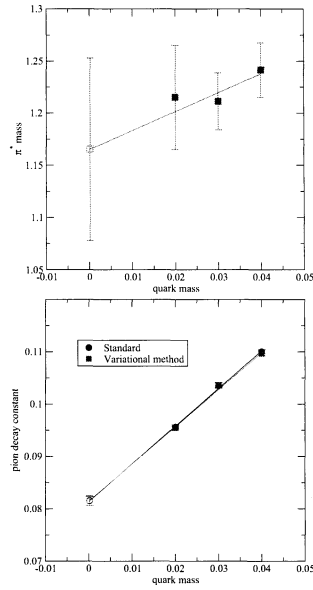 1.3
1.25
1.2
1.15
1.1
1.05
π* mass
-0.01 0 0.01 0.02 0.03 0.04 0.05
quark mass
Standard
Variational method
0.11
0.1
0.09
0.08
0.07
pion decay constant
-0.01 0 0.01 0.02 0.03 0.04 0.05
quark mass